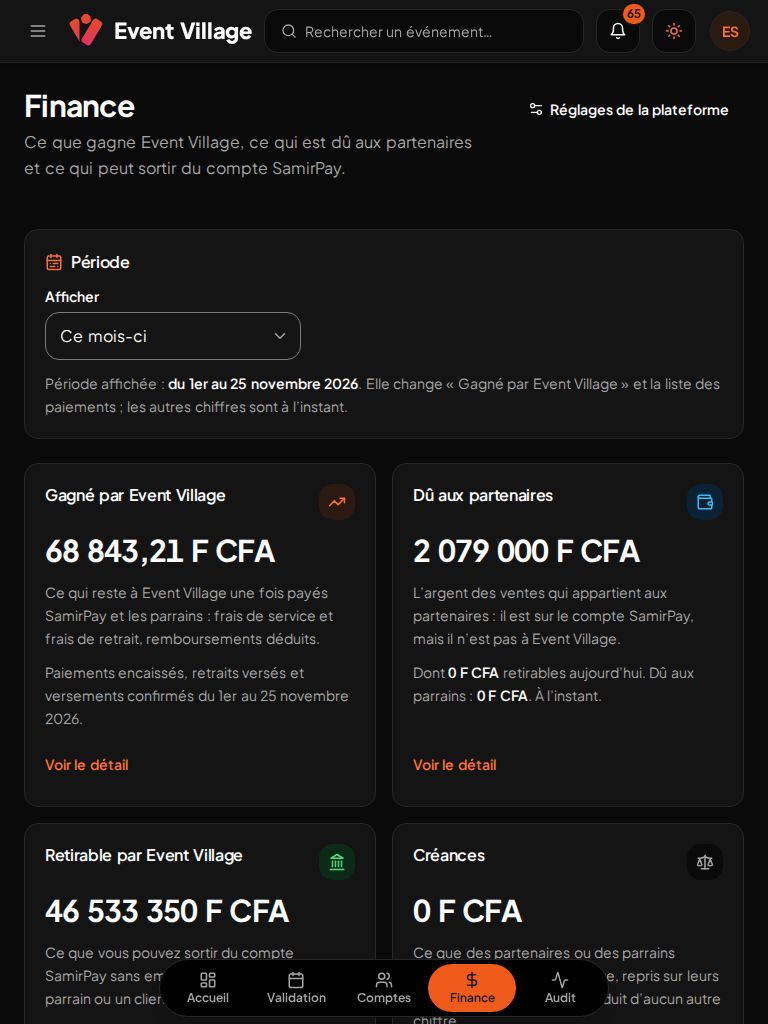 Event Village
Rechercher un événement...
65
ES
Finance
Réglages de la plateforme
Ce que gagne Event Village, ce qui est dû aux partenaires
et ce qui peut sortir du compte SamirPay.
Période
Afficher
Ce mois-ci
Période affichée : du 1er au 25 novembre 2026. Elle change « Gagné par Event Village » et la liste des
paiements ; les autres chiffres sont à l'instant.
Gagné par Event Village
68 843,21 F CFA
Ce qui reste à Event Village une fois payés
SamirPay et les parrains : frais de service et
frais de retrait, remboursements déduits.
Paiements encaissés, retraits versés et
versements confirmés du 1er au 25 novembre
2026.
Voir le détail
Dû aux partenaires
2 079 000 F CFA
L'argent des ventes qui appartient aux
partenaires : il est sur le compte SamirPay,
mais il n'est pas à Event Village.
Dont 0 F CFA retirables aujourd'hui. Dû aux
parrains : 0 F CFA. À l'instant.
Voir le détail
Retirable par Event Village
46 533 350 F CFA
Ce que vous pouvez sortir du compte
SamirPay sans
parrain ou un
Créances
0 F CFA
Ce que des partenaires ou des parrains
repris sur leurs
d'aucun autre
chiffre.
Accueil
Validation
Comptes
Finance
Audit